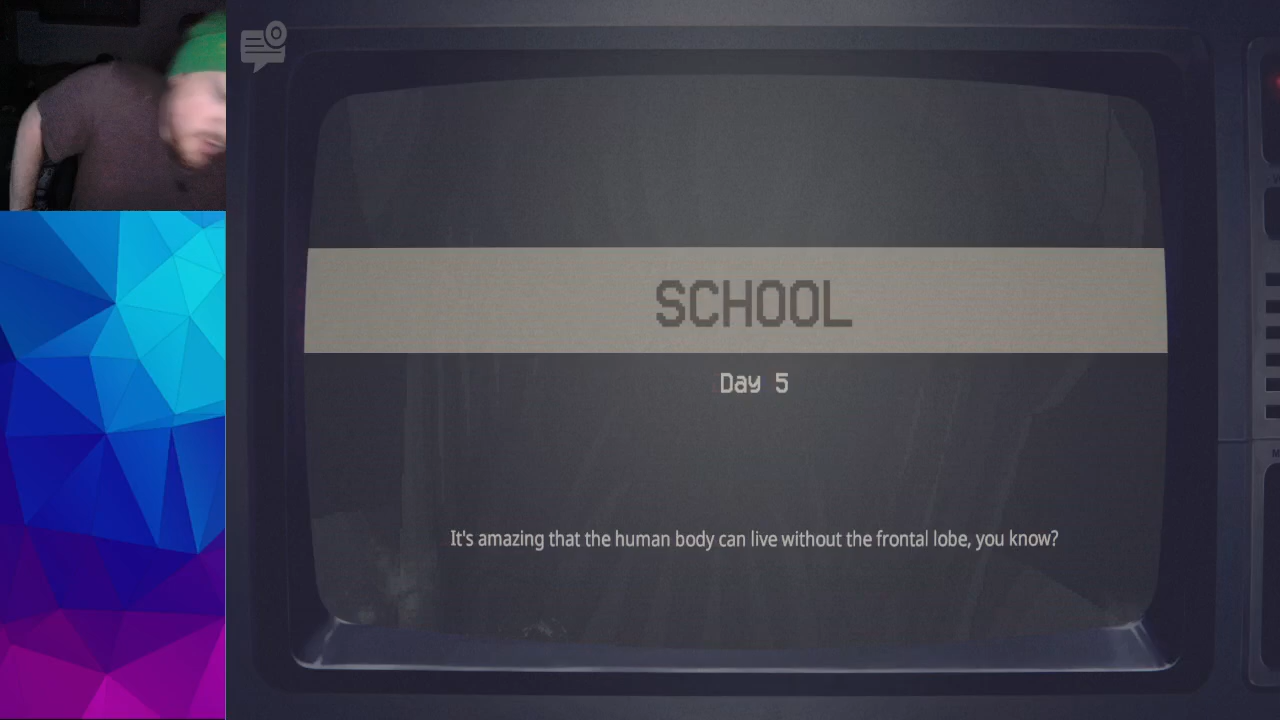 SCHOOL
Day 5
It's amazing that the human body can live without the frontal lobe, you know?